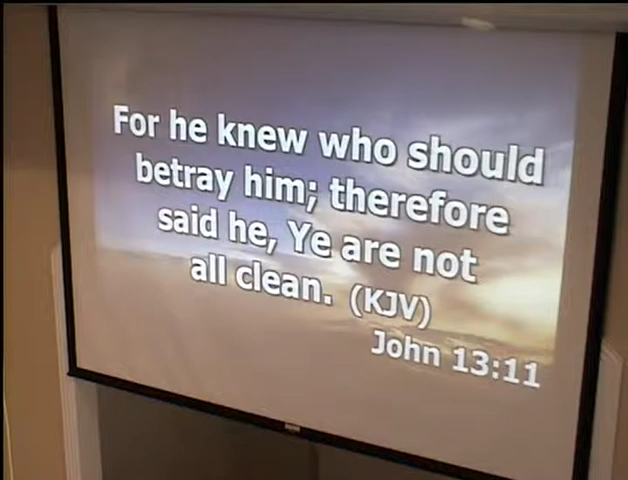 For he knew who should
betray him; therefore
said he, Ye are not
all clean. (KJV)
John 13:11